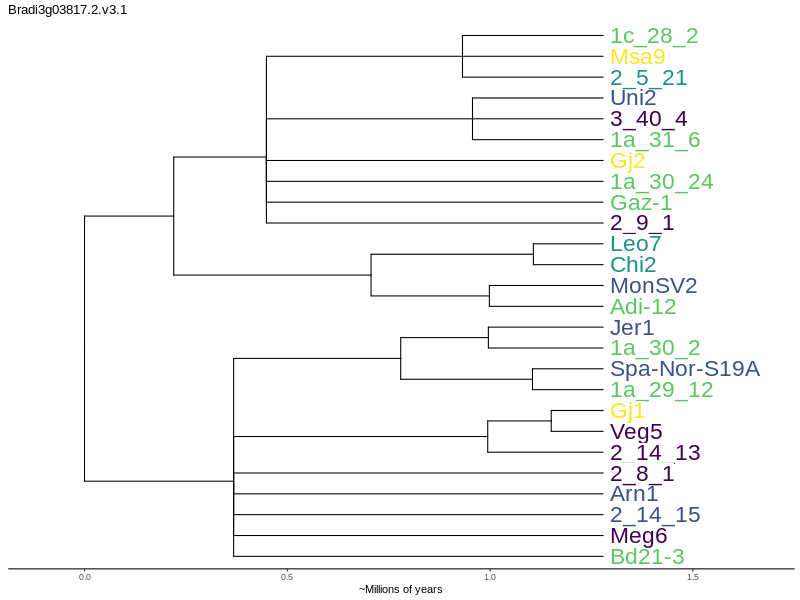 Bradi3g03817.2.v3.1
1c_28_2
Msa9
2_5_21
Uni2
3_40_4
1a_31_6
Gj2
1a_30_24
Gaz-1
2_9_1
Leo7
Chi2
MonSV2
Adi-12
Jer1
1a_30_2
Spa-Nor-S19A
1a_29_12
Gj1
Veg5
2_14_13
2_8_1
Arn1
2_14_15
Meg6
Bd21-3
0.0 0.5 1.0 1.5
~Millions of years